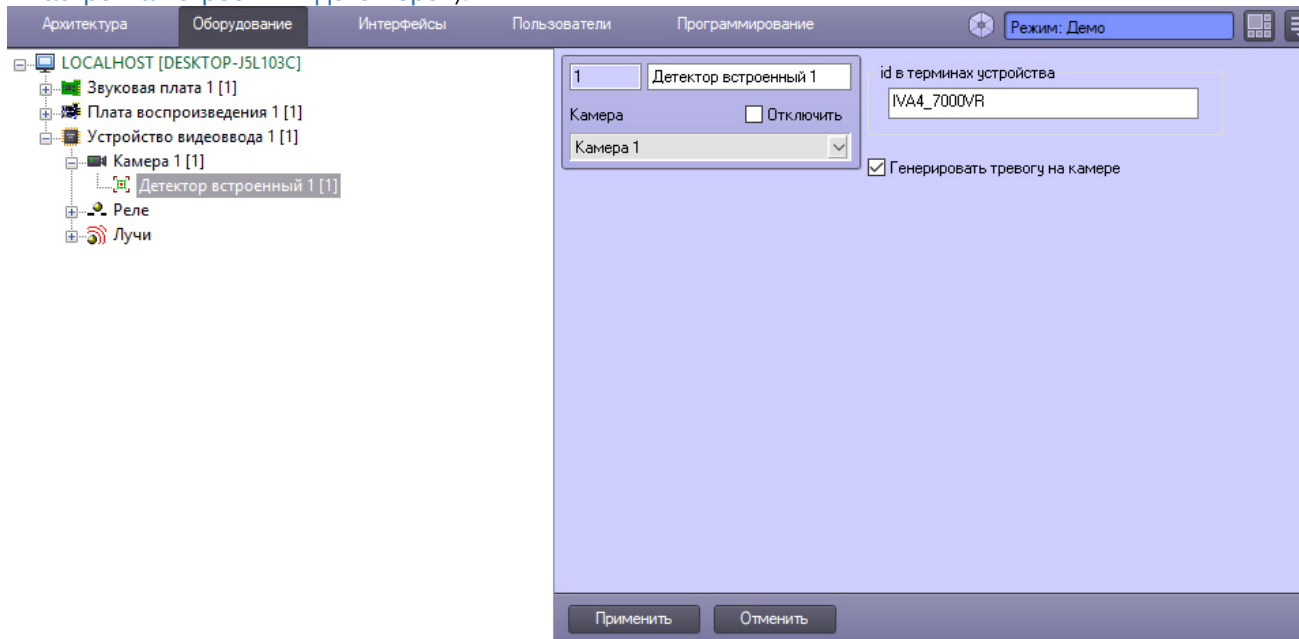 Архитектура Оборудование Интерфейсы Пользователи Программирование Режим: Демо
LOCALHOST [DESKTOP-J5L103C]
Звуковая плата 1 [1]
Плата воспроизведения 1 [1]
Устройство видеоввода 1 [1]
Камера 1 [1]
Детектор встроенный 1 [1]
Реле
Лучи
1 Детектор встроенный 1
Камера Отключить
Камера 1
id в терминах устройства
IVA4_7000VR
Генерировать тревогу на камере
Применить Отменить